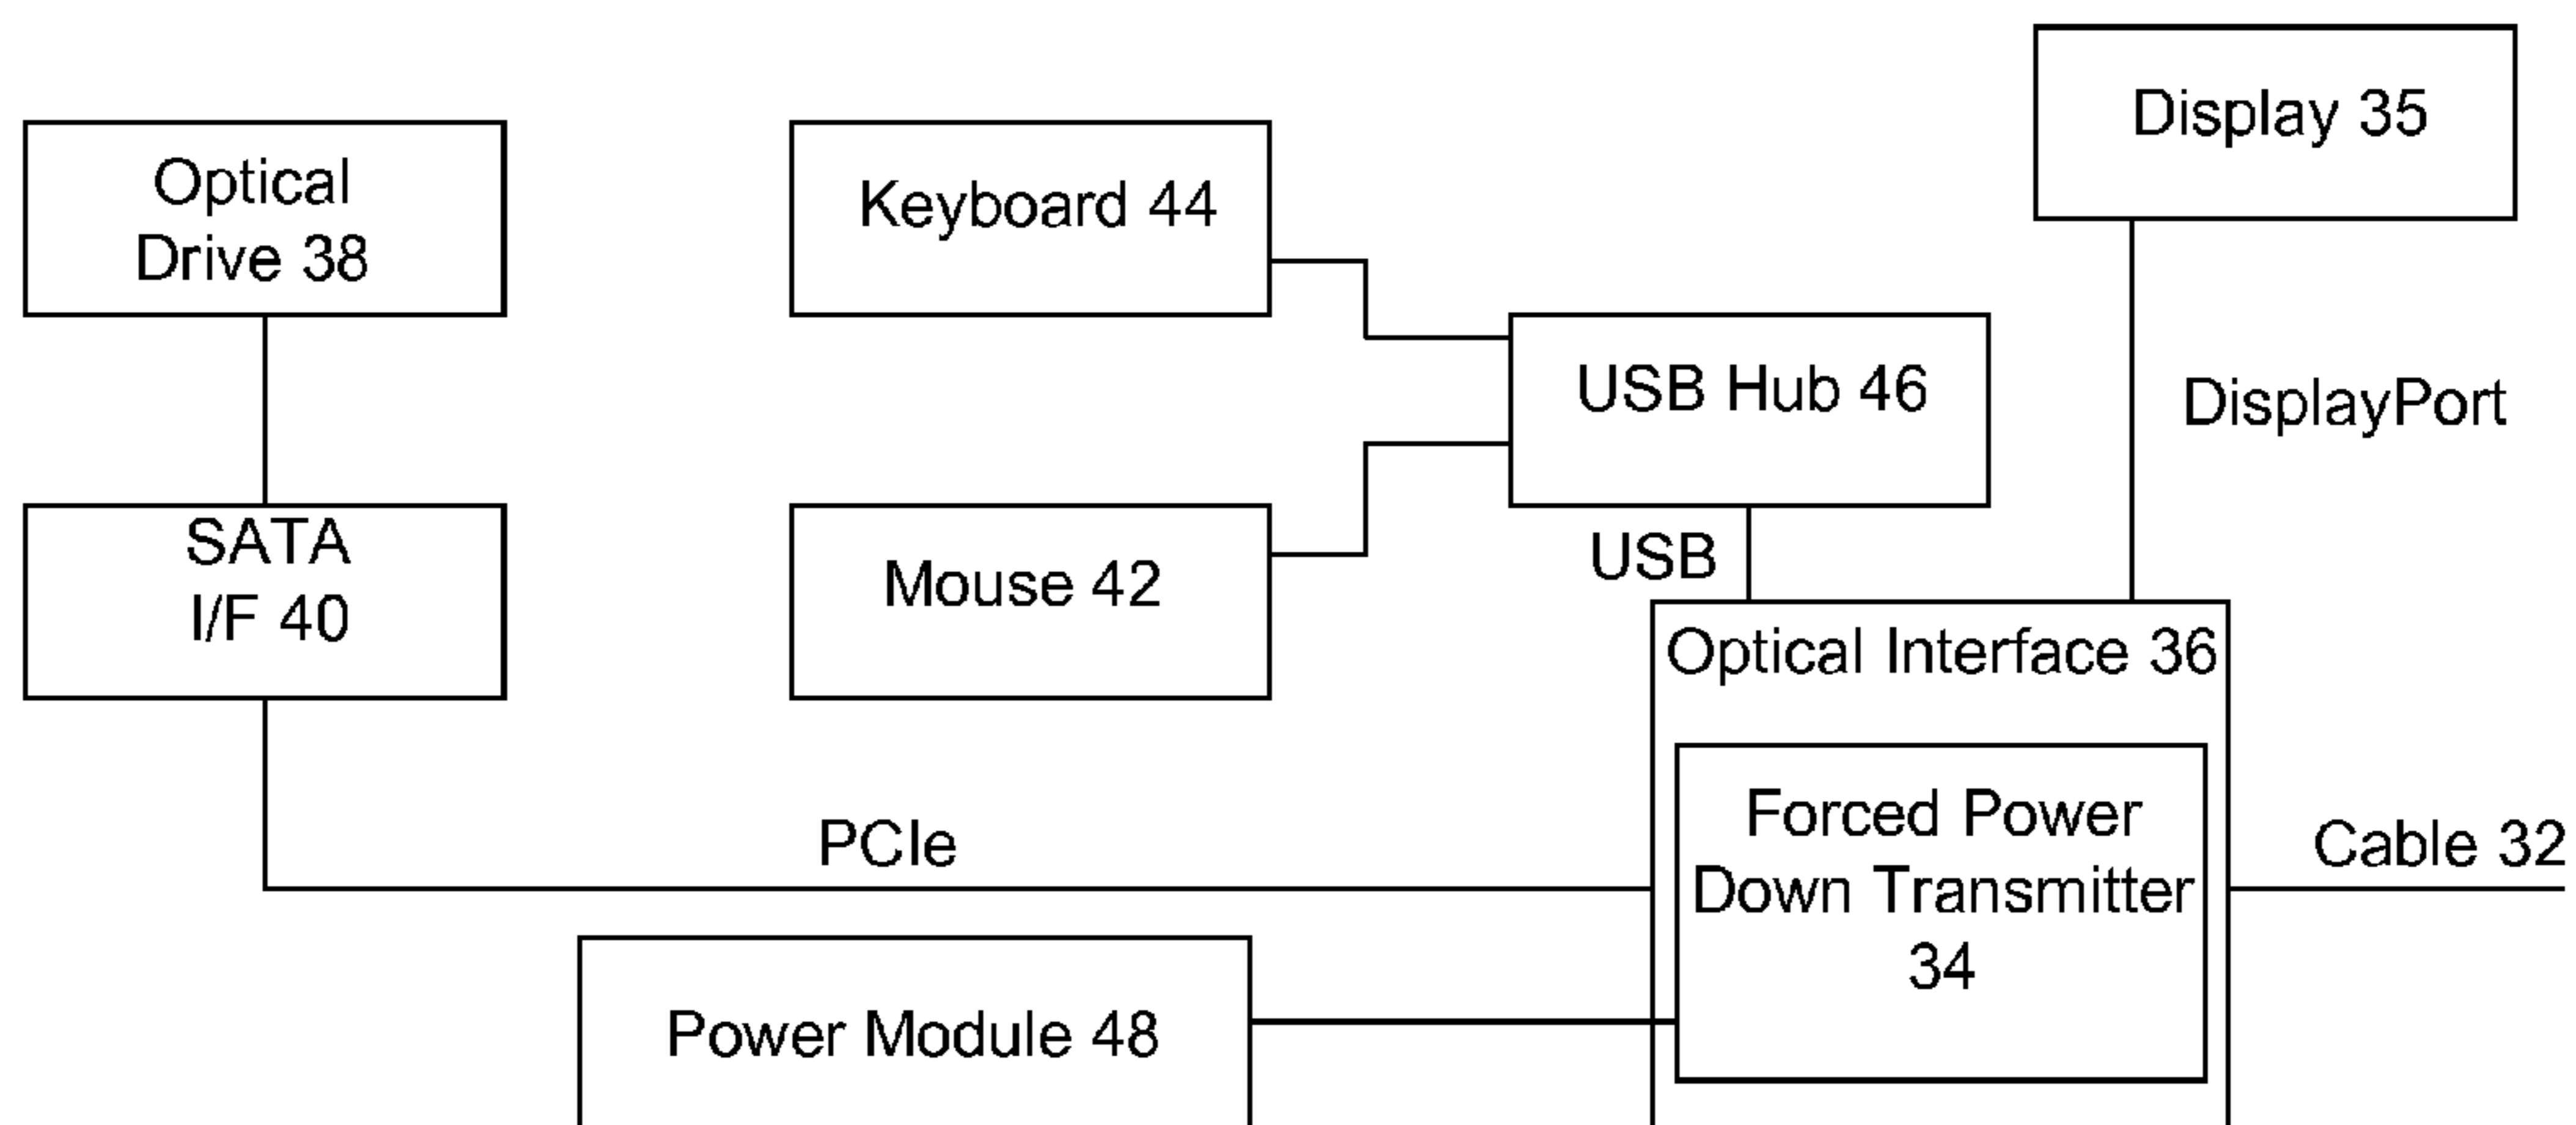 Display 35
Optical
Drive 38
Keyboard 44
USB Hub 46
DisplayPort
SATA
I/F 40
Mouse 42
USB
Optical Interface 36
Forced Power
Down Transmitter
34
PCIe
Cable 32
Power Module 48